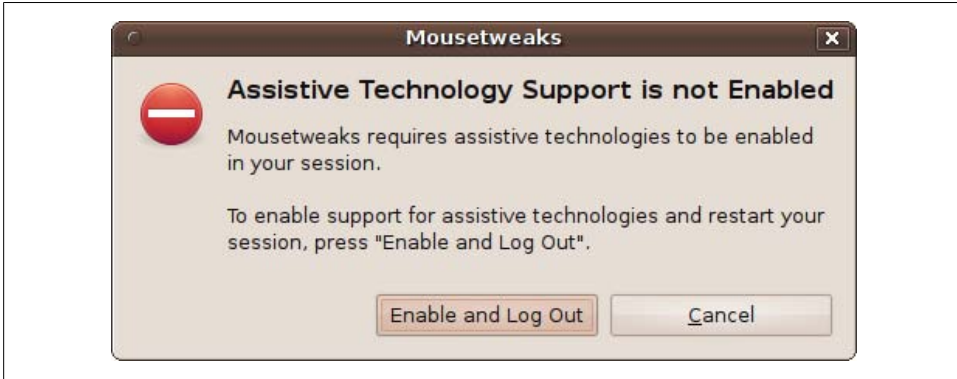 Mousetweaks
Assistive Technology Support is not Enabled
Mousetweaks requires assistive technologies to be enabled
in your session.
To enable support for assistive technologies and restart your
session, press "Enable and Log Out".
Enable and Log Out
Cancel